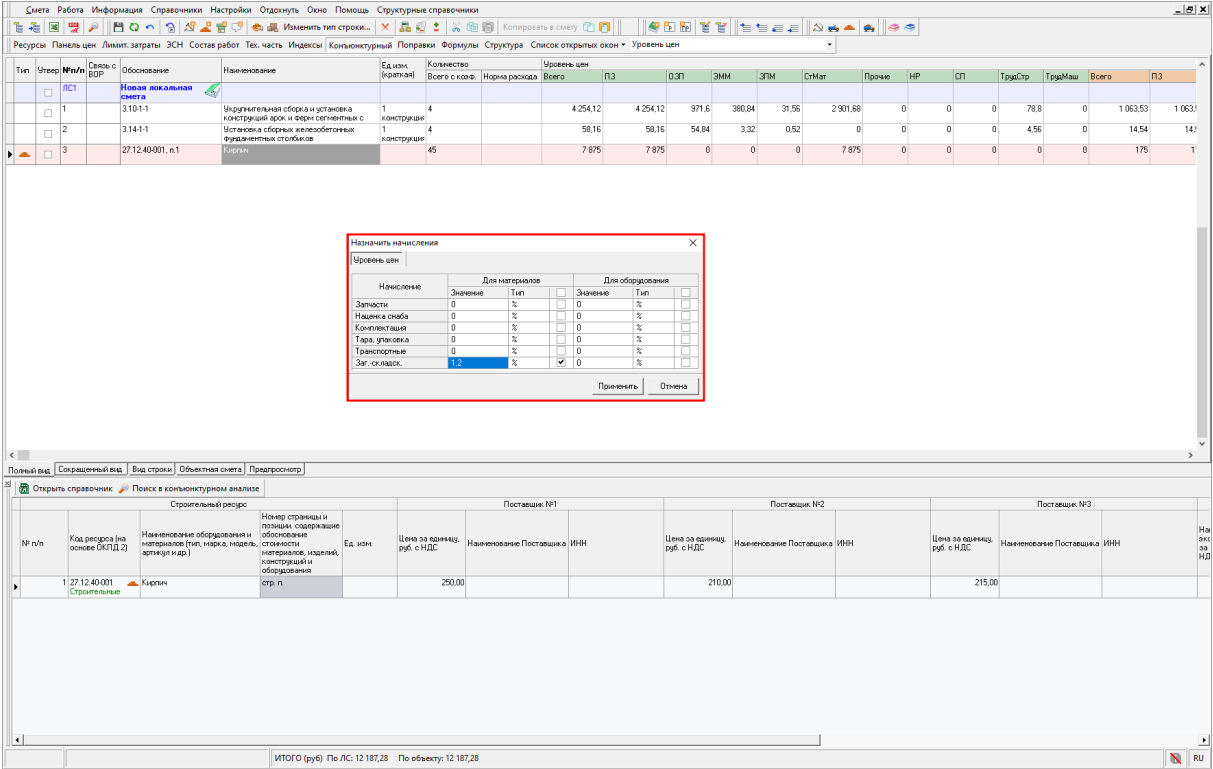 Смета Работа Информация Справочники Настройки Отдохнуть Окно Помощь Структурные справочники
Изменить тип строки... Копировать в смету
Ресурсы Панель цен Лимит. затраты ЭСН Состав работ Тех. часть Индексы Конъюнктурный Поправки Формулы Структура Список открытых окон Уровень цен
Тип Утвер №п/п Связь с ВОР Обоснование Наименование Ед.изм. (краткая) Количество Уровень цен
Всего с коэф. Норма расхода Всего ПЗ ОЗП ЭММ ЗПМ СтМат Прочие НР СП ТрудСтр ТрудМаш Всего ПЗ
ЛС1 Новая локальная смета
1 3.10-1-1 Укрупнительная сборка и установка конструкций арок и ферм сегментных с 1 конструкция 4 4 254,12 4 254,12 971,6 380,84 31,56 2 901,68 0 0 0 78,8 0 1 063,53 1 063,
2 3.14-1-1 Установка сборных железобетонных фундаментных столбиков 1 конструкция 4 58,16 58,16 54,84 3,32 0,52 0 0 0 0 4,56 0 14,54 14,
3 27.12.40-001, п.1 Кирпич 45 7 875 7 875 0 0 0 7 875 0 0 0 0 0 175 1
Назначить начисления
Уровень цен
Начисление Для материалов Для оборудования
Значение Тип Значение Тип
Запчасти 0 % 0 %
Наценка снаба 0 % 0 %
Комплектация 0 % 0 %
Тара, упаковка 0 % 0 %
Транспортные 0 % 0 %
Заг.-складск. 1,2 % 0 %
Применить Отмена
Полный вид Сокращенный вид Вид строки Объектная смета Предпросмотр
Открыть справочник Поиск в конъюнктурном анализе
Строительный ресурс Поставщик №1 Поставщик №2 Поставщик №3
№ п/п Код ресурса (на основе ОКПД 2) Наименование оборудования и материалов (тип, марка, модель, артикул и др.) Номер страницы и позиции, содержащие обоснование стоимости материалов, изделий, конструкций и оборудования Ед. изм. Цена за единицу, руб. с НДС Наименование Поставщика ИНН Цена за единицу, руб. с НДС Наименование Поставщика ИНН Цена за единицу, руб. с НДС Наименование Поставщика ИНН
1 27.12.40-001 Строительные Кирпич стр. п. 250,00 210,00 215,00
ИТОГО (руб) По ЛС: 12 187,28 По объекту: 12 187,28 RU